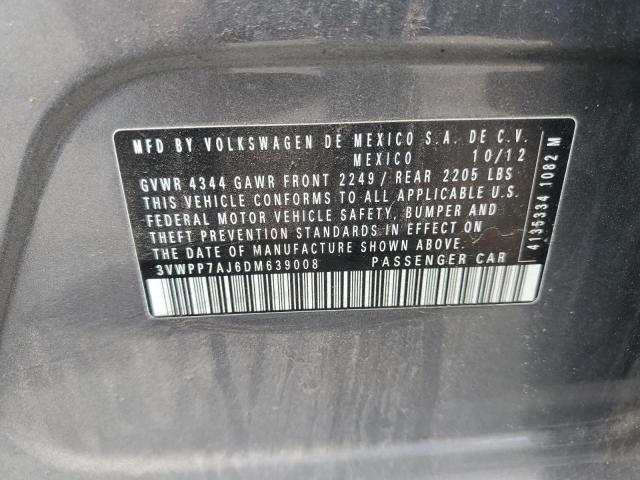 MFD BY VOLKSWAGEN DE MEXICO S.A. DE C.V.
MEXICO 10/12
GVWR 4344 GAWR FRONT 2249/ REAR 2205 LBS
THIS VEHICLE CONFORMS TO ALL APPLICABLE U.S.
FEDERAL MOTOR VEHICLE SAFETY, BUMPER AND
THEFT PREVENTION STANDARDS IN EFFECT ON
THE DATE OF MANUFACTURE SHOWN ABOVE.
3VWPP7AJ6DM639008 PASSENGER CAR
4135334 1082 M